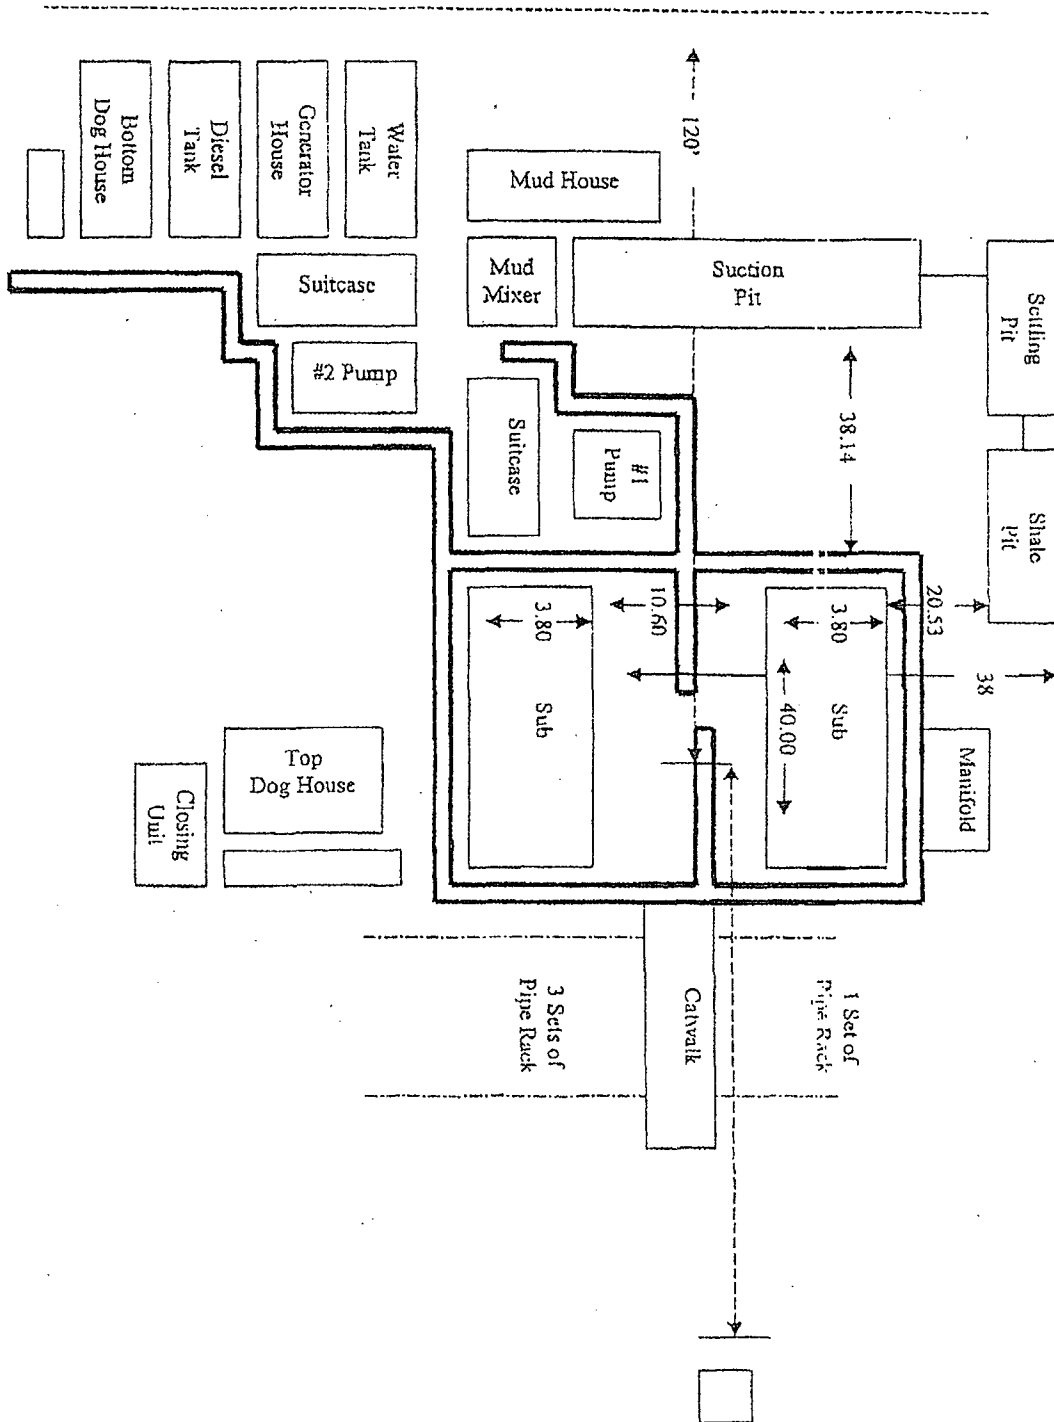 Bottom
Dog House
Diesel
Tank
Generator
House
Water
Tank
Mud House
120'
Suitcase
Mud
Mixer
Suction
Pit
Settling
Pit
#2 Pump
Suitcase
#1
Pump
38.14
Shale
Pit
3.80
Sub
10.60
3.80
40.00
Sub
20.53
38
Manifold
Top
Dog House
Closing
Unit
3 Sets of
Pipe Rack
Catwalk
1 Set of
Pipe Rack